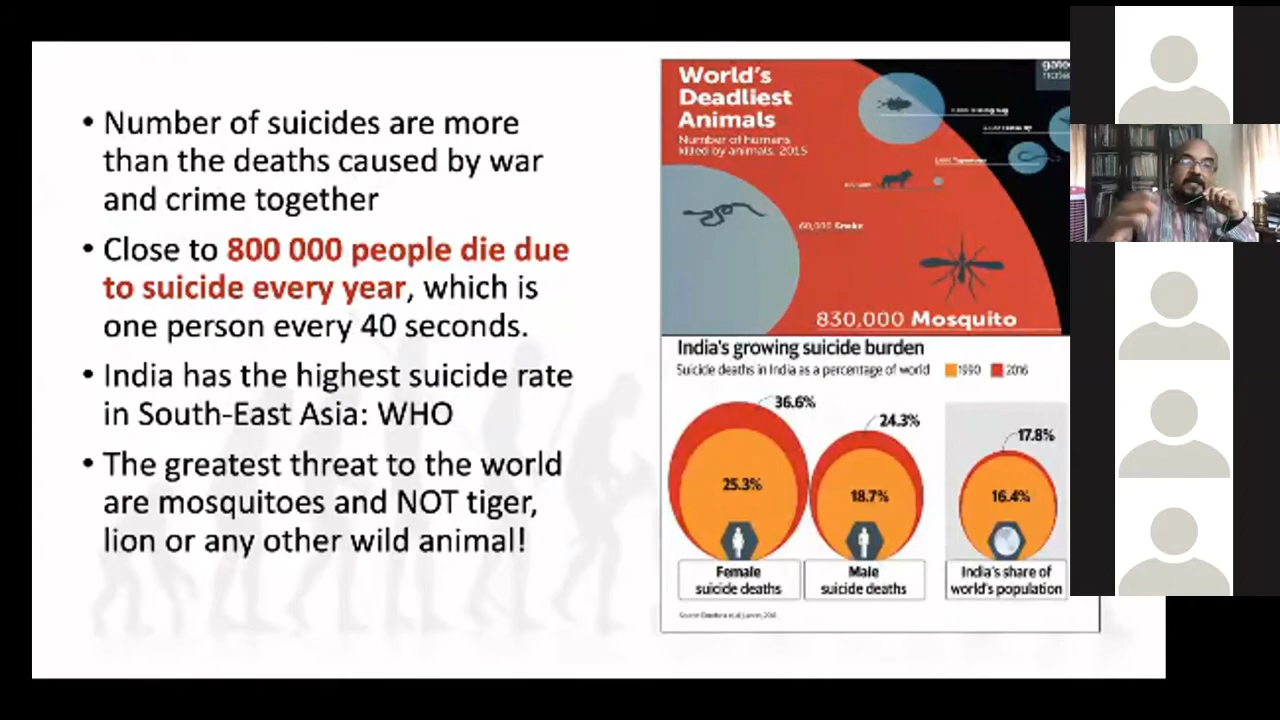 • Number of suicides are more
than the deaths caused by war
and crime together
• Close to 800 000 people die due
to suicide every year, which is
one person every 40 seconds.
• India has the highest suicide rate
in South-East Asia: WHO
• The greatest threat to the world
are mosquitoes and NOT tiger,
lion or any other wild animal!
World's
Deadliest
Animals
Number of humans
killed by animals, 2015
60,000 Snake
830,000 Mosquito
India's growing suicide burden
Suicide deaths in India as a percentage of world
1990
2016
36.6%
25.3%
24.3%
18.7%
17.8%
16.4%
Female
suicide deaths
Male
suicide deaths
India's share of
world's population